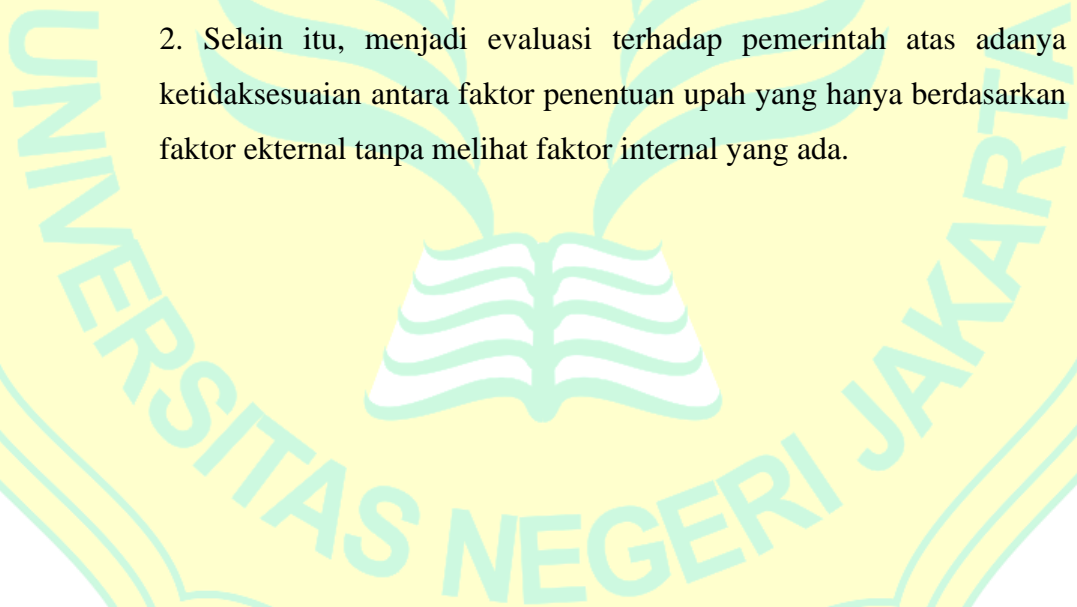 2. Selain itu, menjadi evaluasi terhadap pemerintah atas adanya
ketidaksesuaian antara faktor penentuan upah yang hanya berdasarkan
faktor ekternal tanpa melihat faktor internal yang ada.
UNIVERSITAS NEGERI JAKARTA